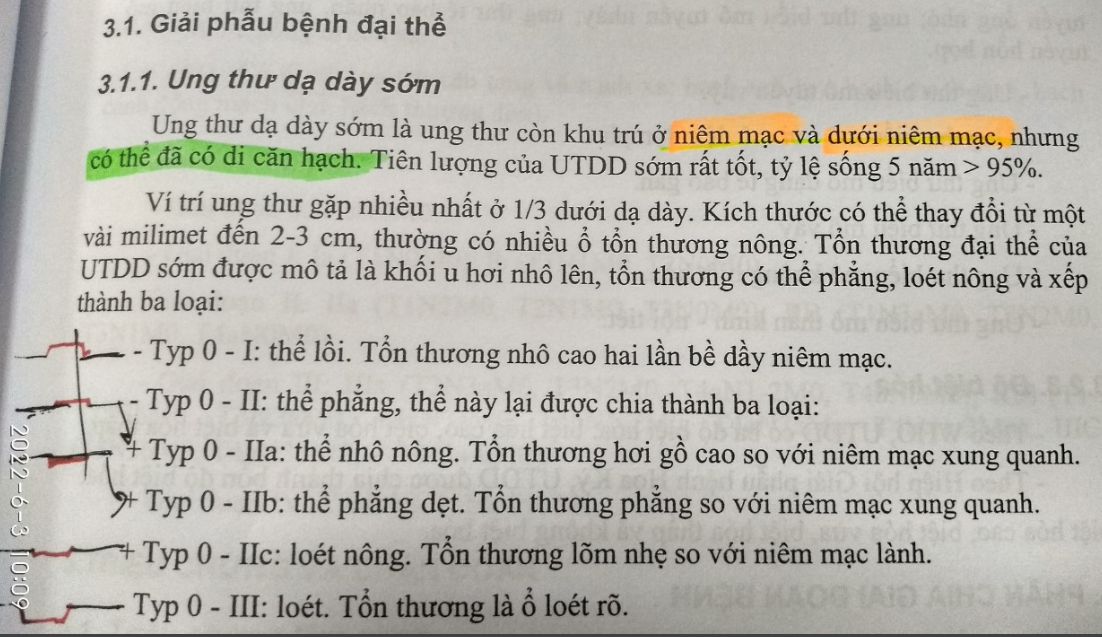 3.1. Giải phẫu bệnh đại thể
3.1.1. Ung thư dạ dày sớm
Ung thư dạ dày sớm là ung thư còn khu trú ở niêm mạc và dưới niêm mạc, nhưng
có thể đã có di căn hạch. Tiên lượng của UTDD sớm rất tốt, tỷ lệ sống 5 năm > 95%.
Ví trí ung thư gặp nhiều nhất ở 1/3 dưới dạ dày. Kích thước có thể thay đổi từ một
vài milimet đến 2-3 cm, thường có nhiều ổ tổn thương nông. Tổn thương đại thể của
UTDD sớm được mô tả là khối u hơi nhô lên, tổn thương có thể phẳng, loét nông và xếp
thành ba loại:
- Typ 0 - I: thể lồi. Tổn thương nhô cao hai lần bề dầy niêm mạc.
- Typ 0 - II: thể phẳng, thể này lại được chia thành ba loại:
+ Typ 0 - IIa: thể nhô nông. Tổn thương hơi gồ cao so với niêm mạc xung quanh.
+ Typ 0 - IIb: thể phẳng dẹt. Tổn thương phẳng so với niêm mạc xung quanh.
+ Typ 0 - IIc: loét nông. Tổn thương lõm nhẹ so với niêm mạc lành.
Typ 0 - III: loét. Tổn thương là ổ loét rõ.
2022-6-3 10:09